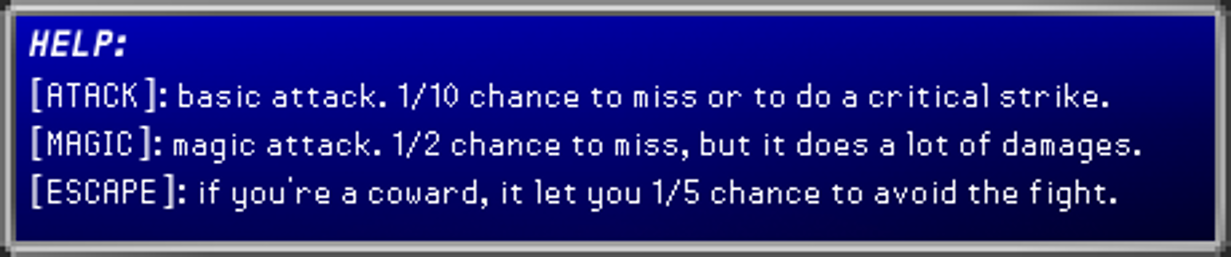 HELP:
[ATACK]: basic attack. 1/10 chance to miss or to do a critical strike.
[MAGIC]: magic attack. 1/2 chance to miss, but it does a lot of damages.
[ESCAPE]: if you're a coward, it let you 1/5 chance to avoid the fight.